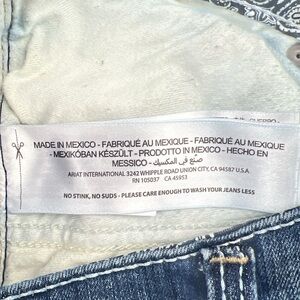 MADE IN MEXICO - FABRIQUÉ AU MEXIQUE - FABRIQUÉ AU MEXIQUE
- MEXIKÓBAN KÉSZÜLT - PRODOTTO IN MEXICO - HECHO EN
MESSICO - صنع فى المكسيك
ARIAT INTERNATIONAL 3242 WHIPPLE ROAD UNION CITY, CA 94587 U.S.A.
RN 105037 CA 45953
NO STINK, NO SUDS - PLEASE CARE ENOUGH TO WASH YOUR JEANS LESS